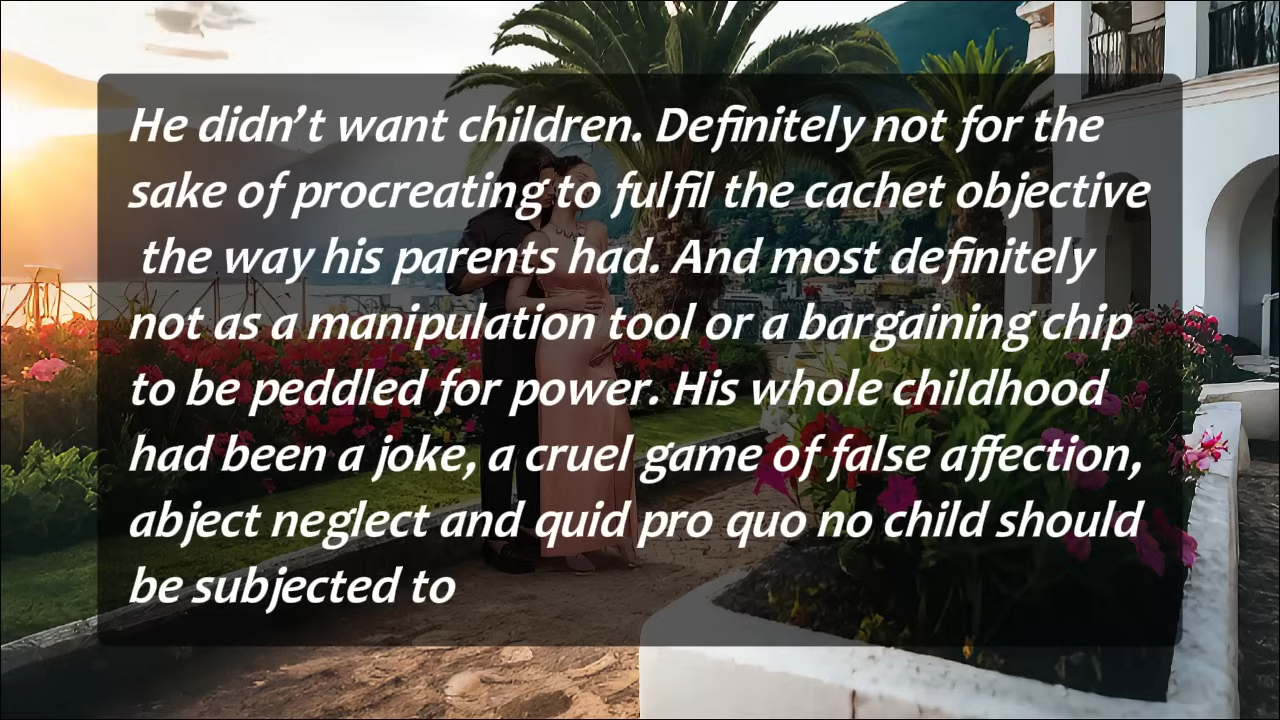 He didn’t want children. Definitely not for the
sake of procreating to fulfil the cachet objective
the way his parents had. And most definitely
not as a manipulation tool or a bargaining chip
to be peddled for power. His whole childhood
had been a joke, a cruel game of false affection,
abject neglect and quid pro quo no child should
be subjected to